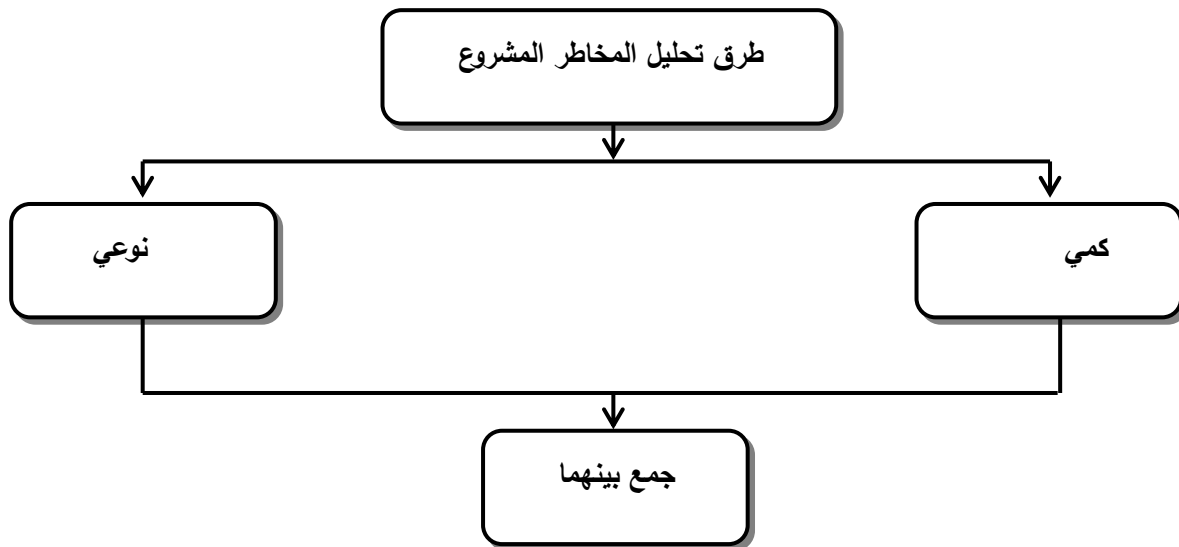 طرق تحليل المخاطر المشروع
كمي
نوعي
جمع بينهما